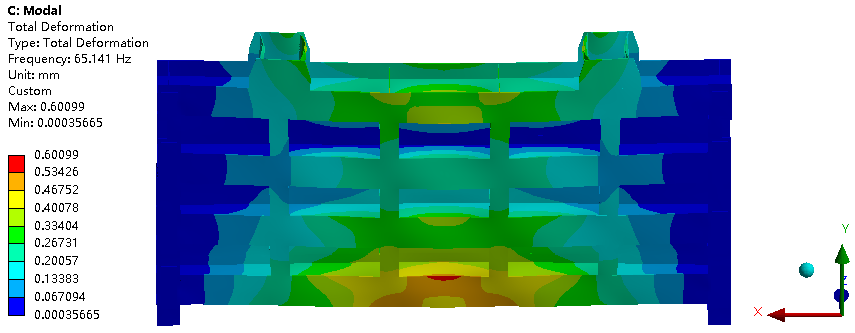 C: Modal
Total Deformation
Type: Total Deformation
Frequency: 65.141 Hz
Unit: mm
Custom
Max: 0.60099
Min: 0.00035665
0.60099
0.53426
0.46752
0.40078
0.33404
0.26731
0.20057
0.13383
0.067094
0.00035665
Y
Z
X